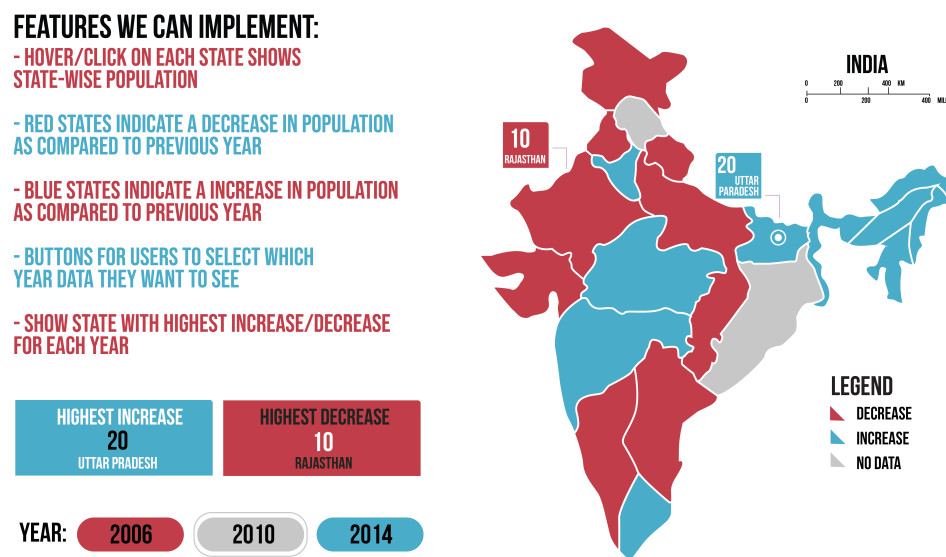 FEATURES WE CAN IMPLEMENT:
- HOVER/CLICK ON EACH STATE SHOWS
STATE-WISE POPULATION
- RED STATES INDICATE A DECREASE IN POPULATION
AS COMPARED TO PREVIOUS YEAR
- BLUE STATES INDICATE A INCREASE IN POPULATION
AS COMPARED TO PREVIOUS YEAR
- BUTTONS FOR USERS TO SELECT WHICH
YEAR DATA THEY WANT TO SEE
- SHOW STATE WITH HIGHEST INCREASE/DECREASE
FOR EACH YEAR
HIGHEST INCREASE
20
UTTAR PRADESH
HIGHEST DECREASE
10
RAJASTHAN
YEAR: 2006 2010 2014
INDIA
0 200 400 KM
0 200 400
10
RAJASTHAN
20
UTTAR
PARADESH
LEGEND
DECREASE
INCREASE
NO DATA